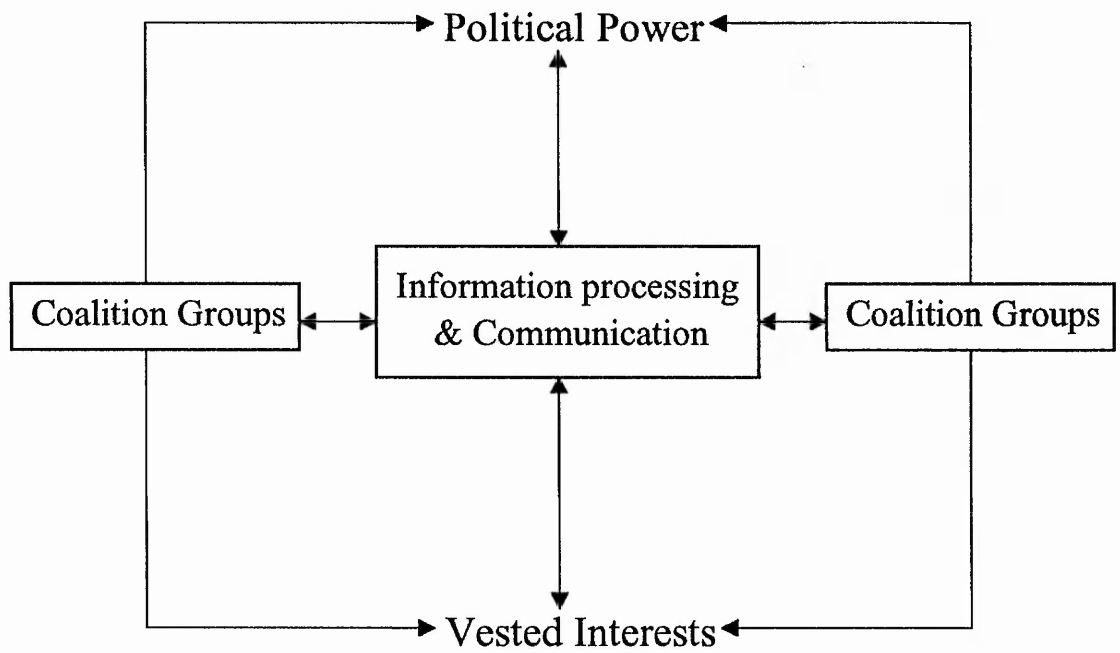 Political Power
Information processing
& Communication
Coalition Groups
Coalition Groups
Vested Interests